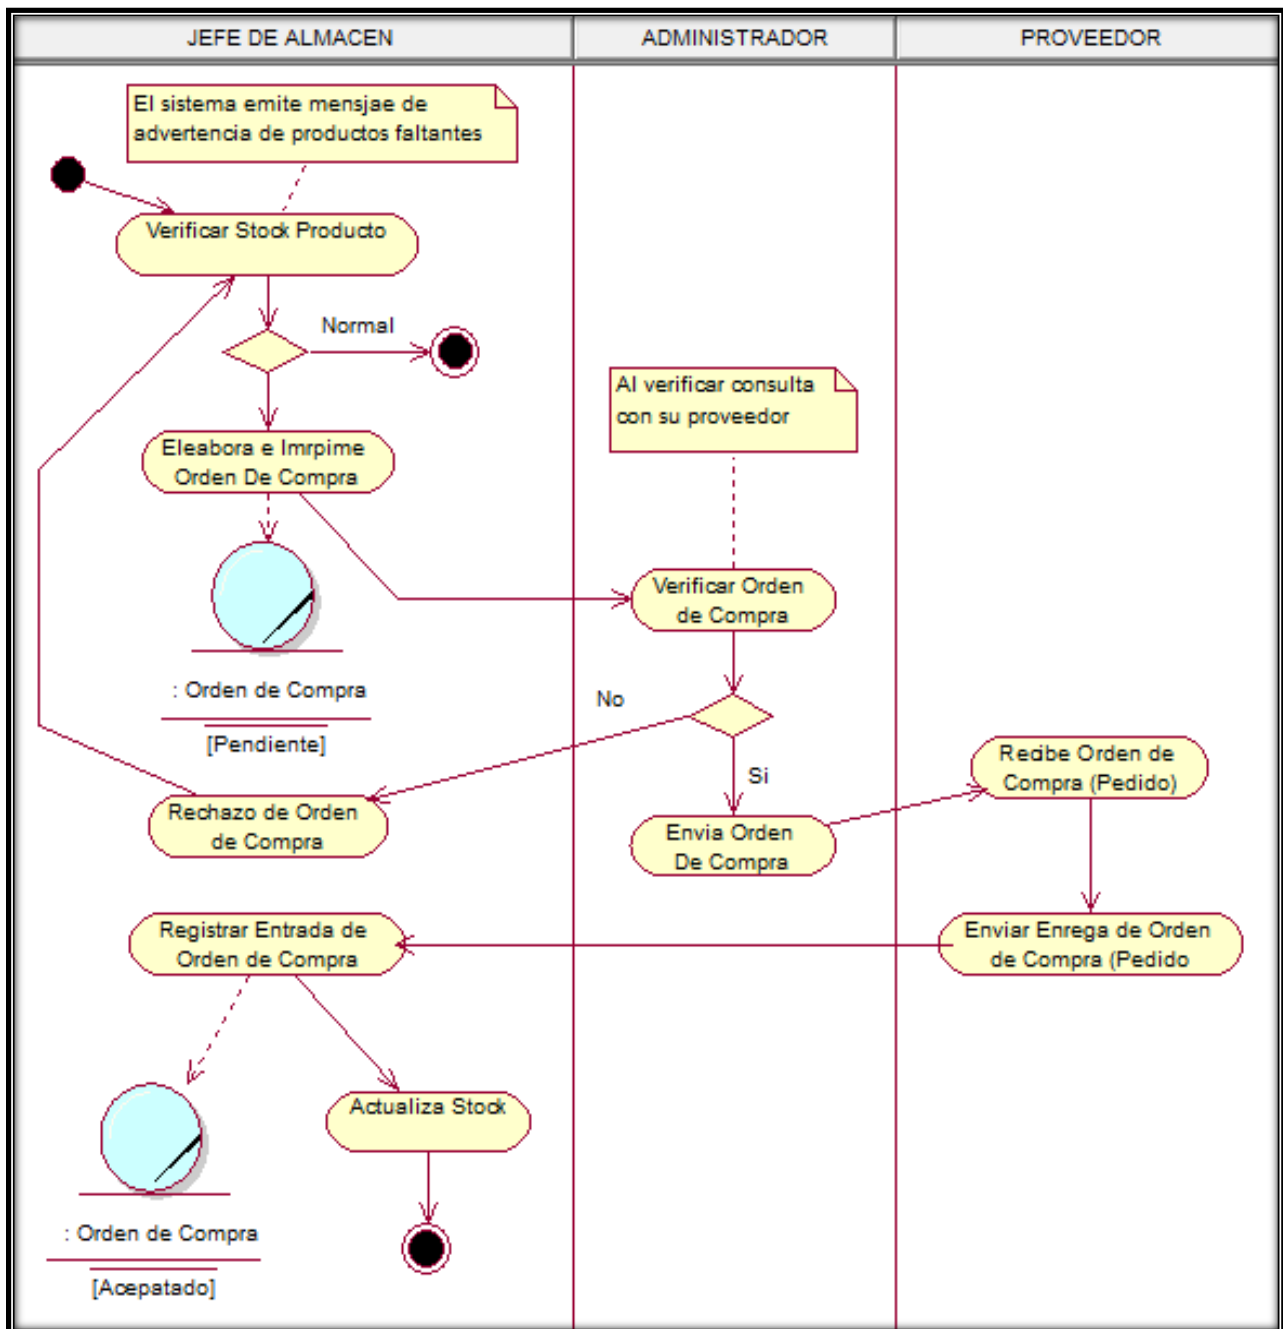 JEFE DE ALMACEN
ADMINISTRADOR
PROVEEDOR
El sistema emite mensjae de
advertencia de productos faltantes
Verificar Stock Producto
Normal
Al verificar consulta
con su proveedor
Eleabora e Imrpime
Orden De Compra
Verificar Orden
de Compra
: Orden de Compra
[Pendiente]
No
Si
Recibe Orden de
Compra (Pedido)
Rechazo de Orden
de Compra
Envia Orden
De Compra
Registrar Entrada de
Orden de Compra
Enviar Enrega de Orden
de Compra (Pedido
Actualiza Stock
: Orden de Compra
[Acepatado]